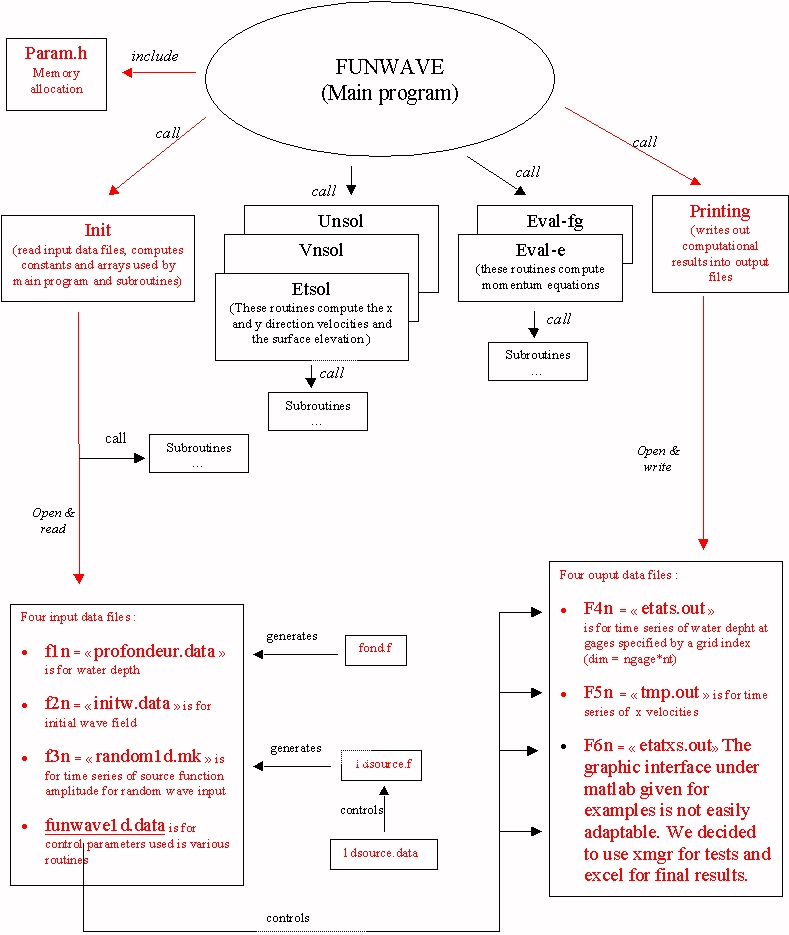 FUNWAVE
(Main program)
Param.h
Memory
allocation
include
call
call
call
call
Init
(read input data files, computes
constants and arrays used by
main program and subroutines)
Unsol
Vnsol
Etsol
(These routines compute the x
and y direction velocities and
the surface elevation )
Eval-fg
Eval-e
(these routines compute
momentum equations
Printing
(writes out
computational
results into output
files
call
Subroutines
…
call
Subroutines
…
call
Subroutines
…
Open &
read
Open &
write
Four input data files :
• f1n = « profondeur.data »
is for water depth
• f2n = « initw.data » is for
initial wave field
• f3n = « random1d.mk » is
for time series of source function
amplitude for random wave input
• funwave1d.data is for
control parameters used is various
routines
generates
fond.f
generates
1dsource.f
controls
1dsource.data
controls
Four ouput data files :
• F4n = « etats.out »
is for time series of water depht at
gages specified by a grid index
(dim = ngage*nt)
• F5n = «tmp.out » is for time
series of x velocities
• F6n = «etatxs.out» The
graphic interface under
matlab given for
examples is not easily
adaptable. We decided
to use xmgr for tests and
excel for final results.